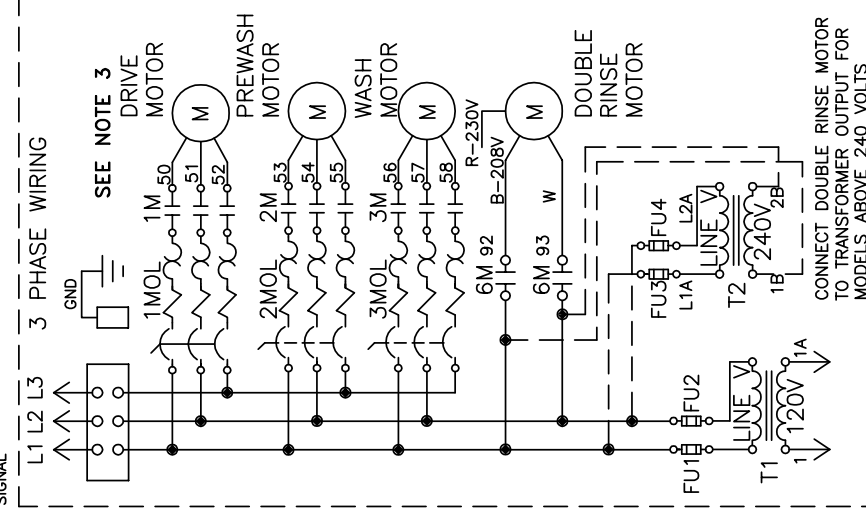 SIGNAL
3 PHASE WIRING
L1 L2 L3
GND
SEE NOTE 3
DRIVE
MOTOR
M
1MOL
1M
50
51
52
PREWASH
MOTOR
M
2MOL
2M
53
54
55
WASH
MOTOR
M
3MOL
3M
56
57
58
DOUBLE
RINSE
MOTOR
M
R-230V
B-208V
W
6M 92
6M 93
FU3
FU4
L1A
L2A
LINE V
240V
T2
1B
2B
CONNECT DOUBLE RINSE MOTOR
TO TRANSFORMER OUTPUT FOR
MODELS ABOVE 240 VOLTS
FU1
FU2
LINE V
120V
T1
1
1A